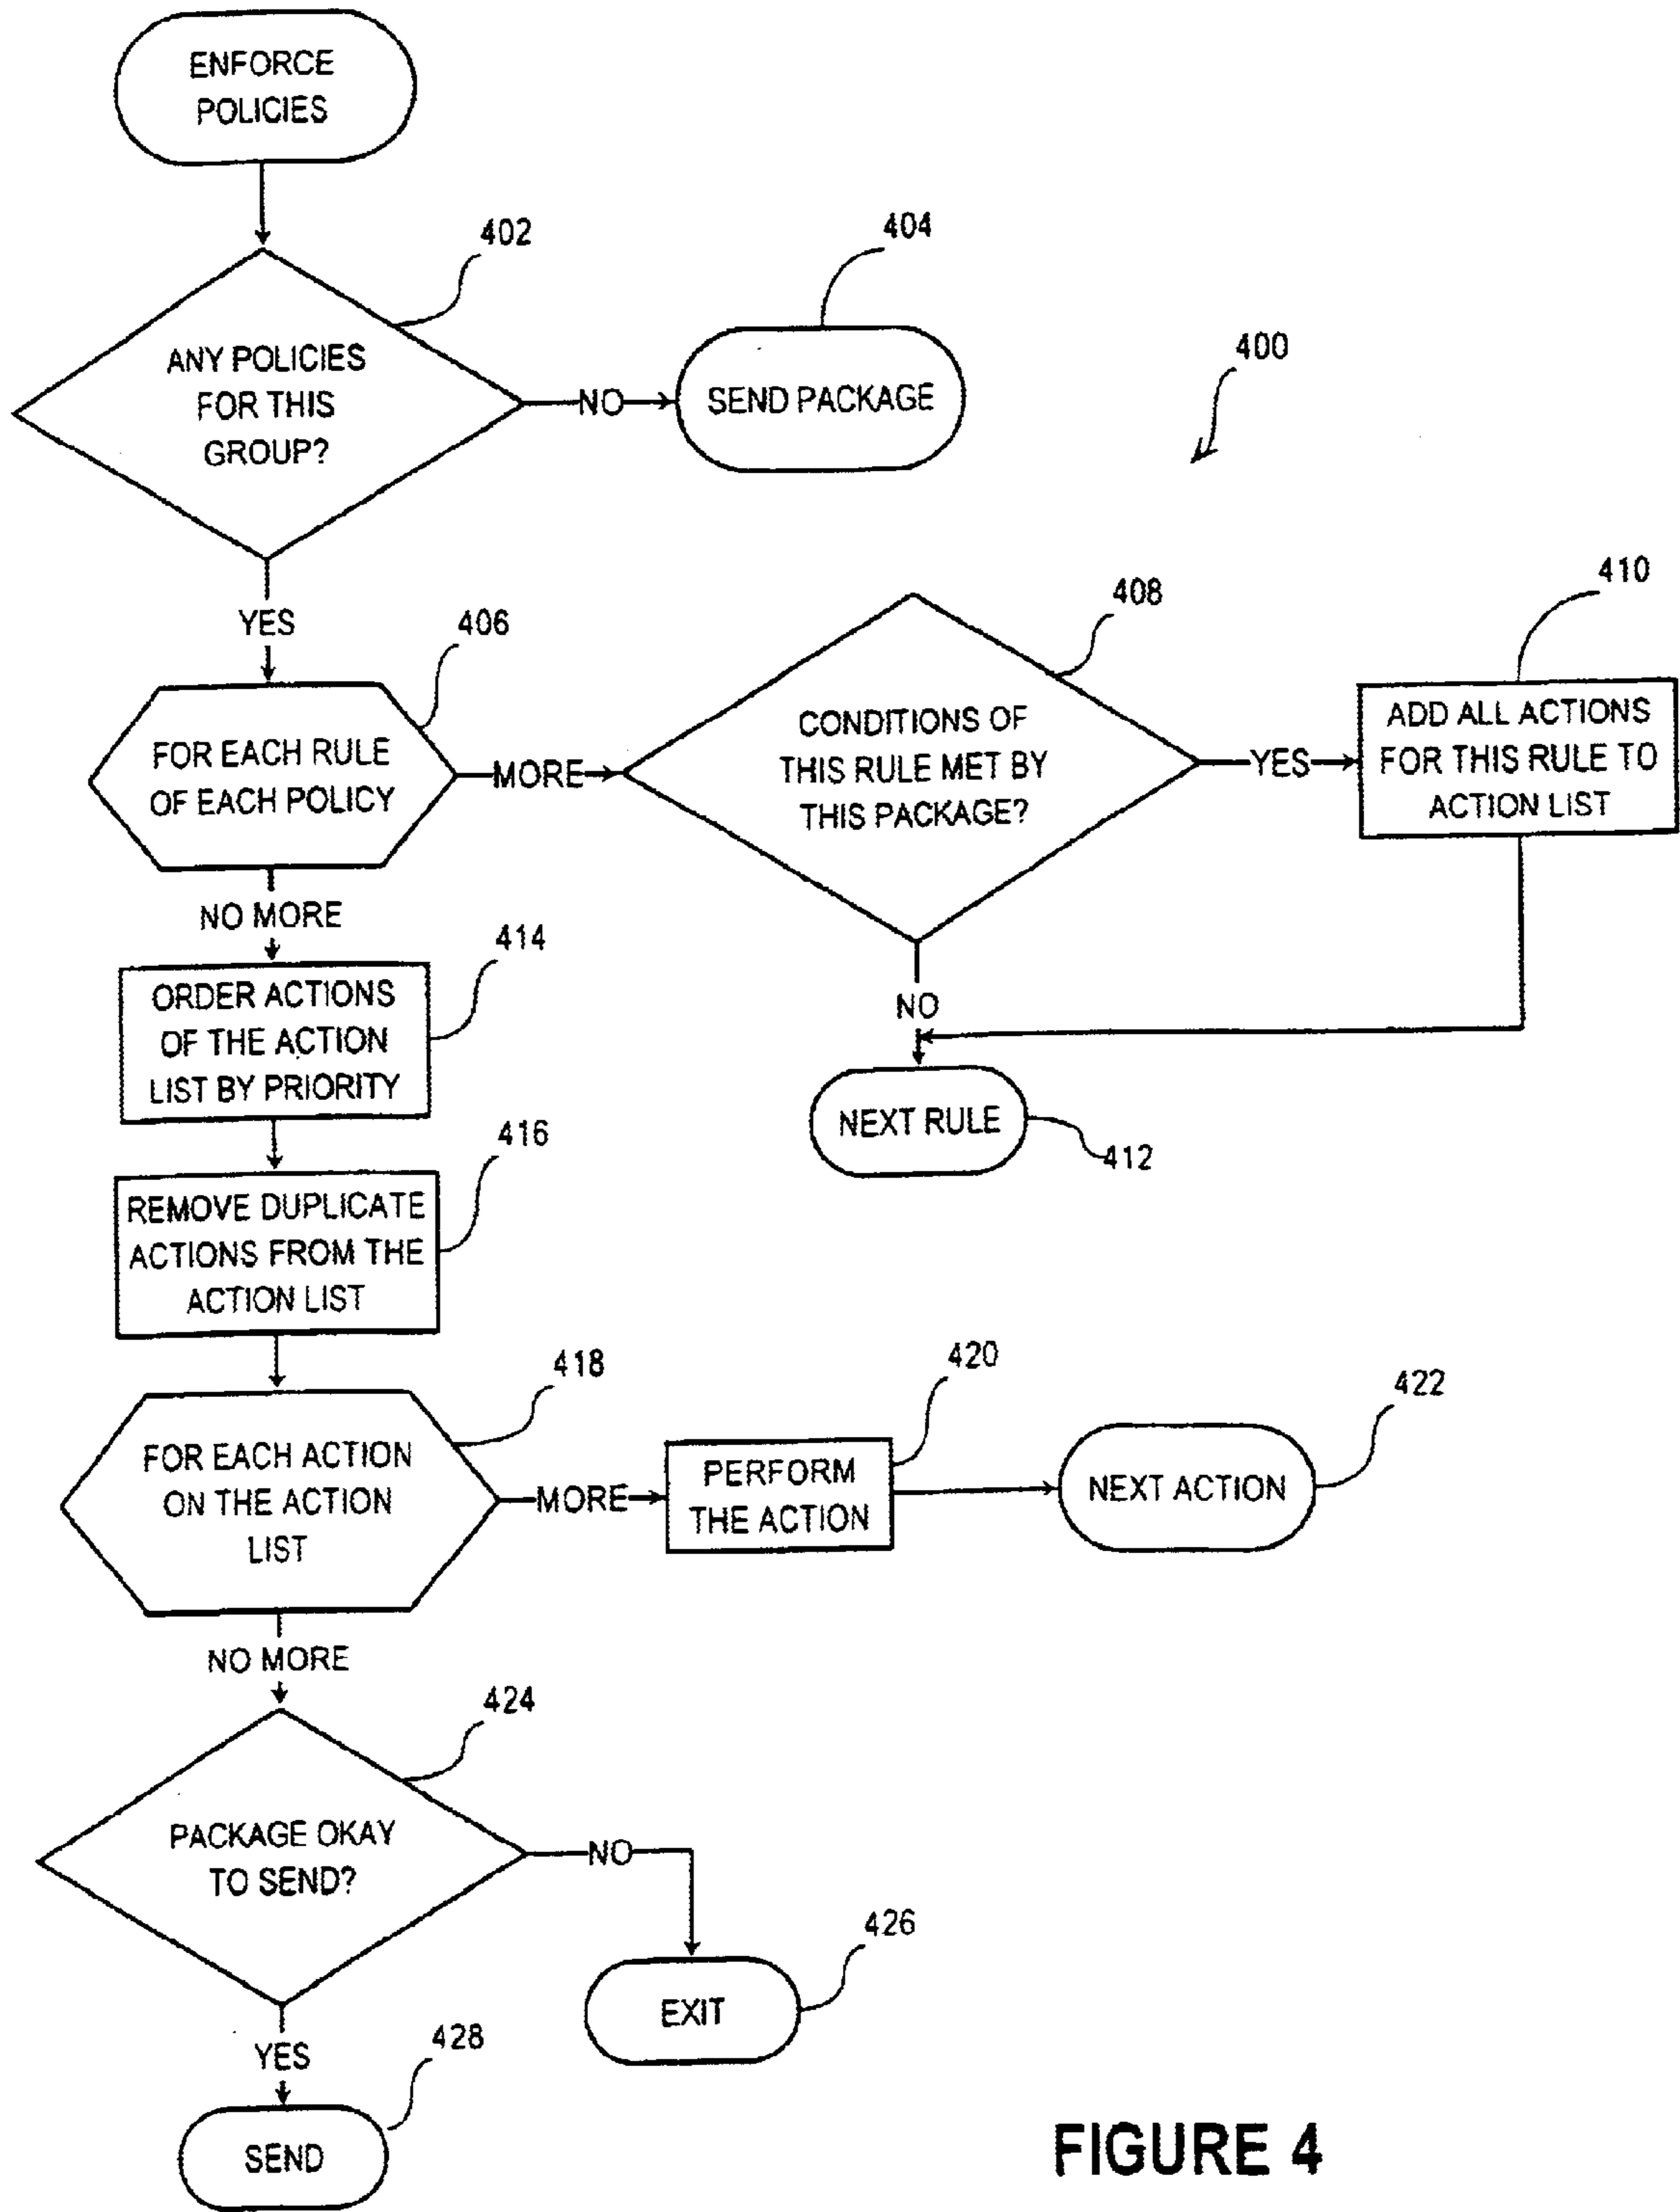 ENFORCE
POLICIES
402
404
ANY POLICIES
FOR THIS
GROUP?
NO
SEND PACKAGE
400
YES
406
408
410
FOR EACH RULE
OF EACH POLICY
MORE
CONDITIONS OF
THIS RULE MET BY
THIS PACKAGE?
YES
ADD ALL ACTIONS
FOR THIS RULE TO
ACTION LIST
NO MORE
414
NO
ORDER ACTIONS
OF THE ACTION
LIST BY PRIORITY
NEXT RULE
412
416
REMOVE DUPLICATE
ACTIONS FROM THE
ACTION LIST
418
420
422
FOR EACH ACTION
ON THE ACTION
LIST
MORE
PERFORM
THE ACTION
NEXT ACTION
NO MORE
424
PACKAGE OKAY
TO SEND?
NO
426
EXIT
YES
428
SEND
FIGURE 4